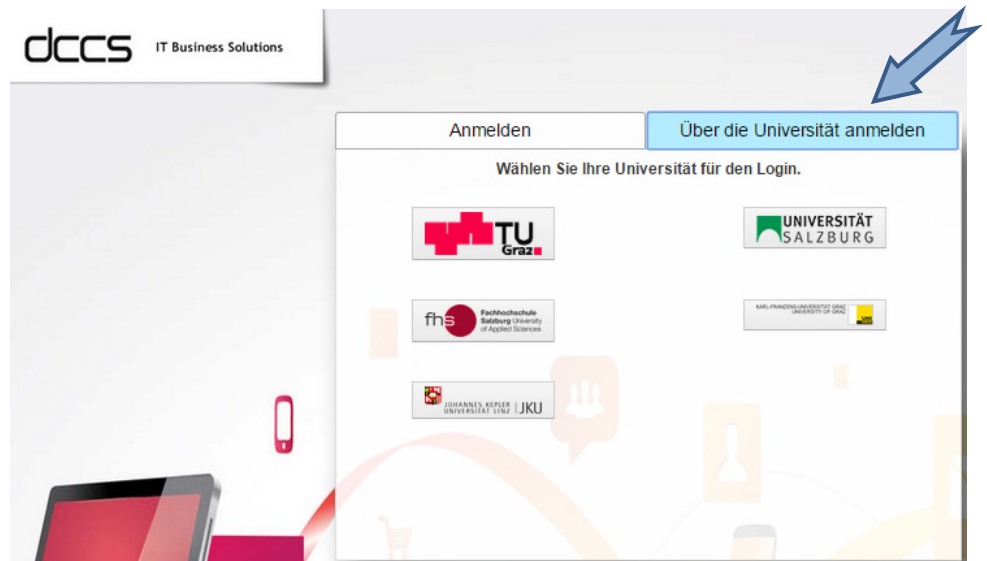 dccs IT Business Solutions
Anmelden
Über die Universität anmelden
Wählen Sie Ihre Universität für den Login.
TU
Graz
UNIVERSITÄT
SALZBURG
fhs
Fachhochschule
Salzburg University
of Applied Sciences
KARL-FRANZENS-UNIVERSITÄT GRAZ
UNIVERSITY OF GRAZ
UNI
JOHANNES KEPLER
UNIVERSITÄT LINZ | JKU